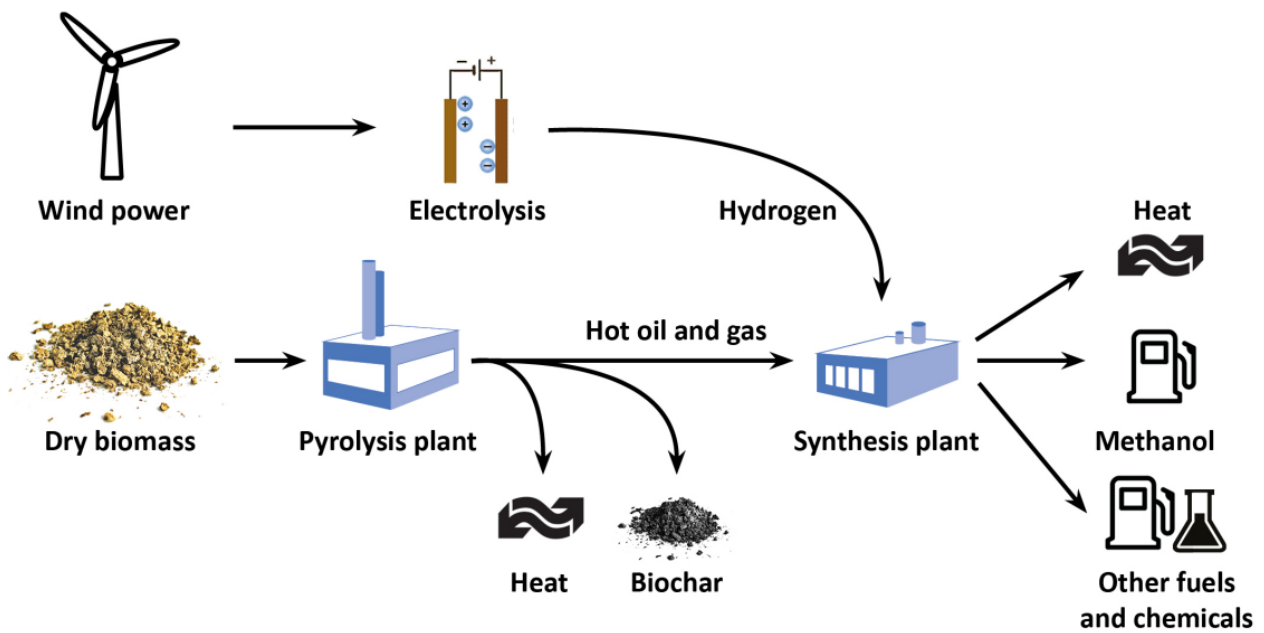 Wind power
Electrolysis
Hydrogen
Heat
Hot oil and gas
Dry biomass
Pyrolysis plant
Synthesis plant
Methanol
Heat
Biochar
Other fuels
and chemicals